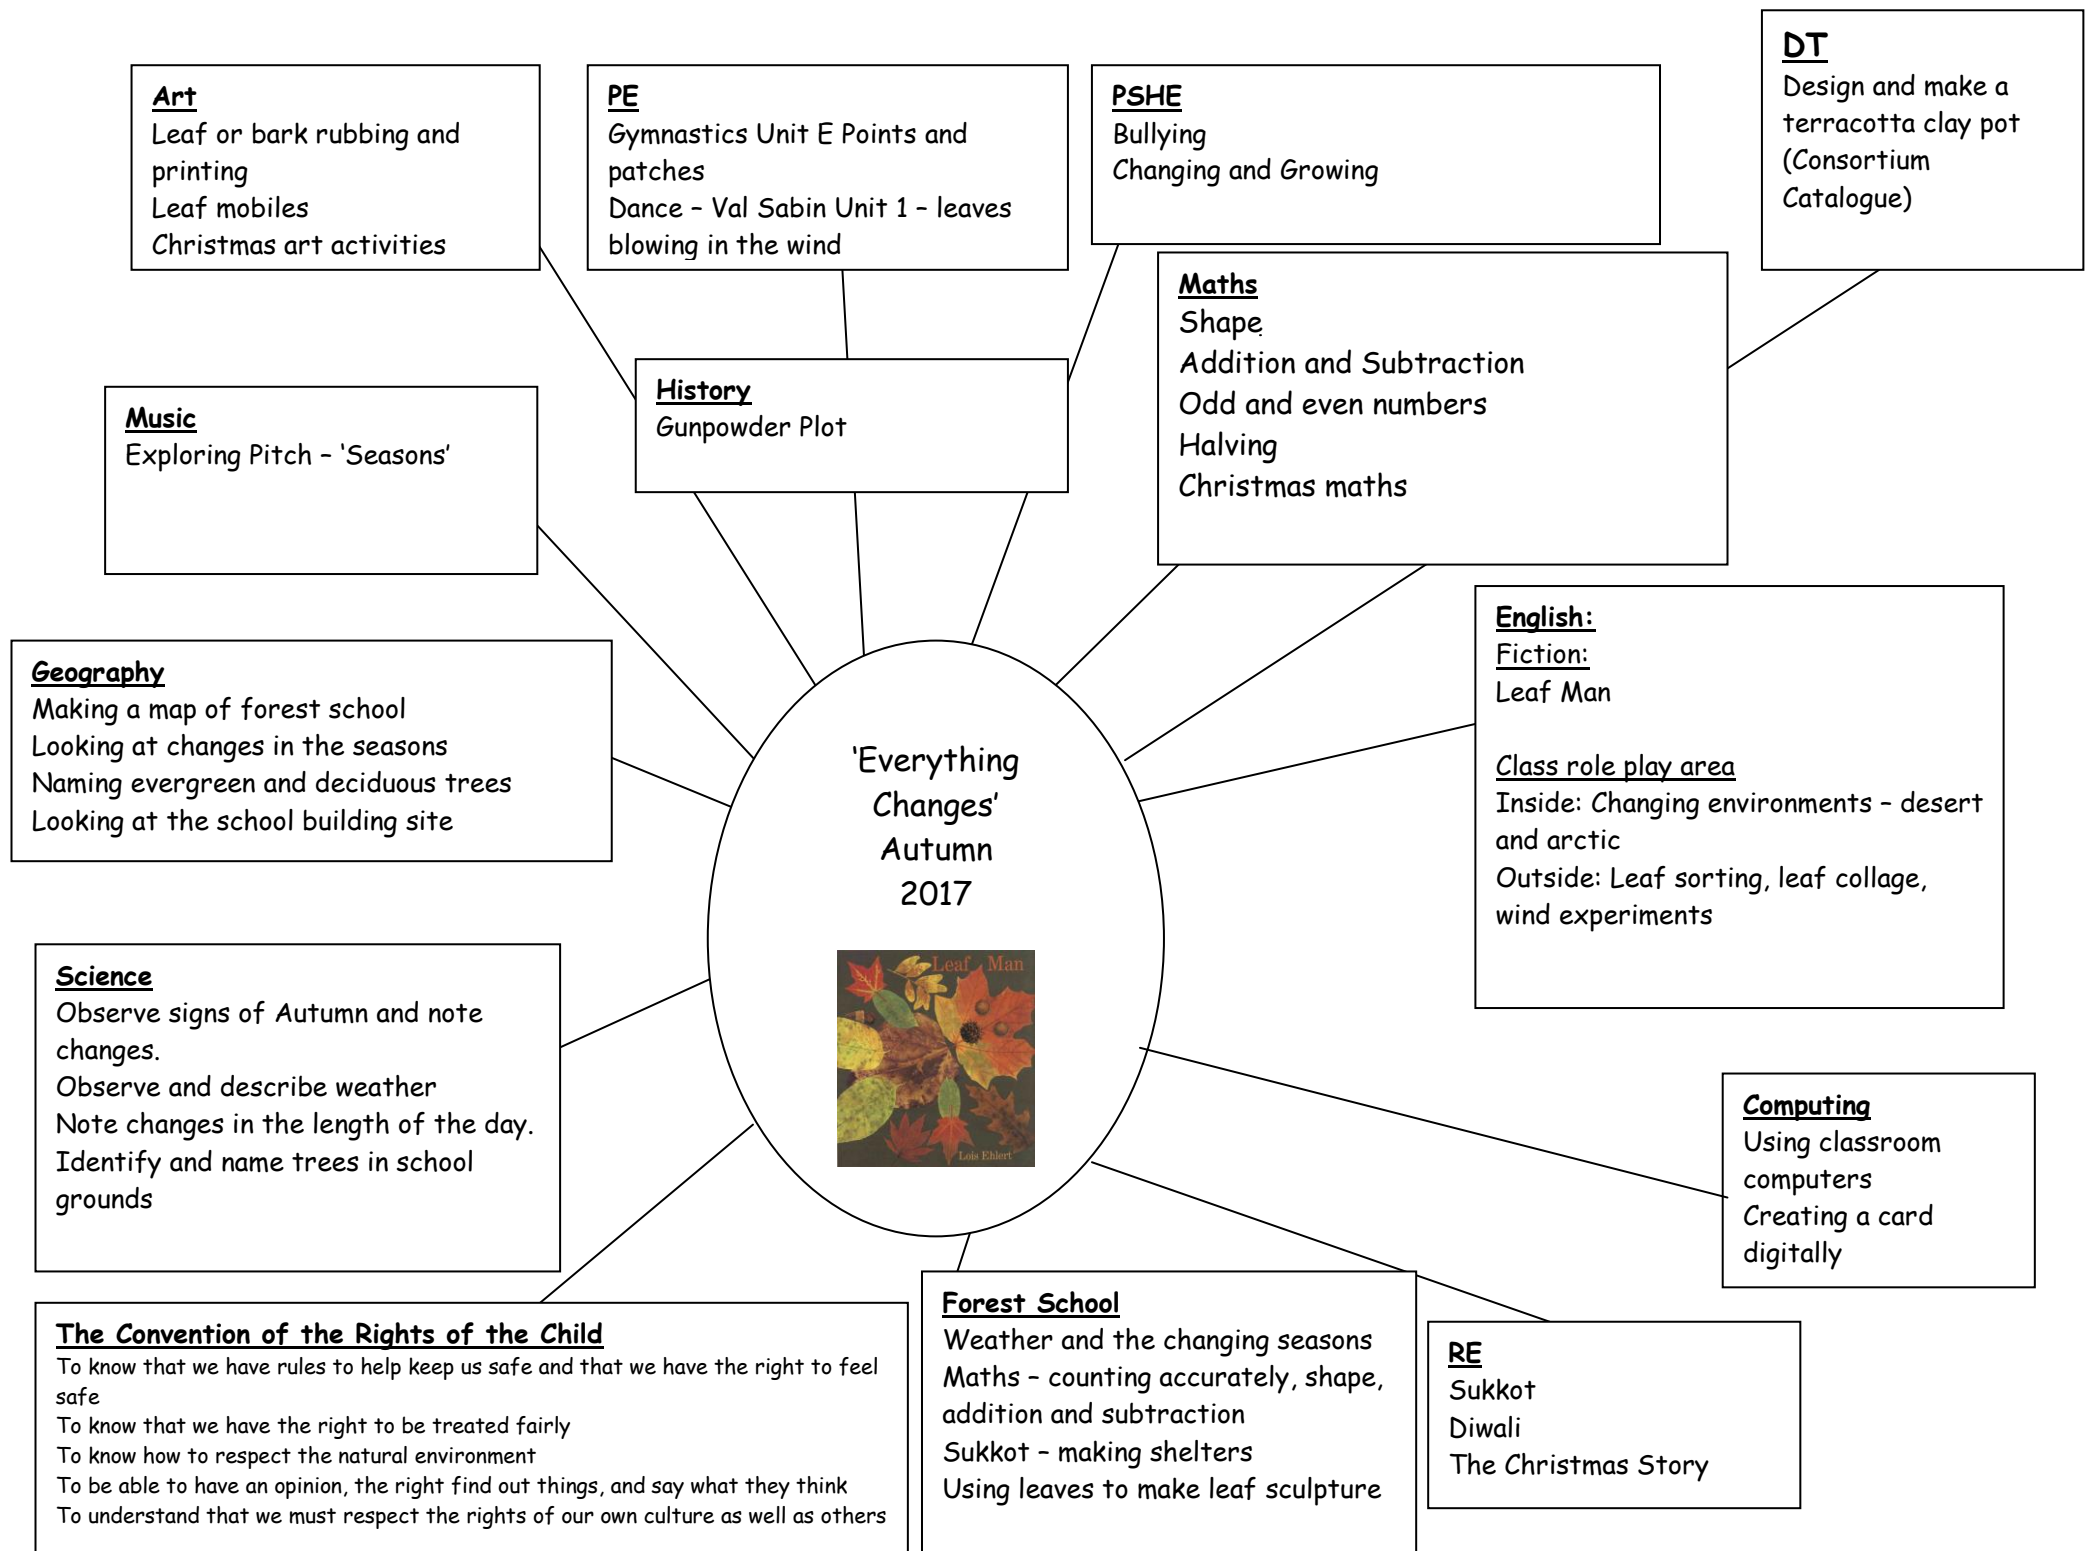 Art
Leaf or bark rubbing and
printing
Leaf mobiles
Christmas art activities
PE
Gymnastics Unit E Points and
patches
Dance – Val Sabin Unit 1 – leaves
blowing in the wind
PSHE
Bullying
Changing and Growing
DT
Design and make a
terracotta clay pot
(Consortium
Catalogue)
Maths
Shape
Addition and Subtraction
Odd and even numbers
Halving
Christmas maths
History
Gunpowder Plot
Music
Exploring Pitch – ‘Seasons’
English:
Fiction:
Leaf Man
Class role play area
Inside: Changing environments – desert
and arctic
Outside: Leaf sorting, leaf collage,
wind experiments
Geography
Making a map of forest school
Looking at changes in the seasons
Naming evergreen and deciduous trees
Looking at the school building site
‘Everything
Changes’
Autumn
2017
Leaf Man
Lois Ehlert
Science
Observe signs of Autumn and note
changes.
Observe and describe weather
Note changes in the length of the day.
Identify and name trees in school
grounds
Computing
Using classroom
computers
Creating a card
digitally
The Convention of the Rights of the Child
To know that we have rules to help keep us safe and that we have the right to feel
safe
To know that we have the right to be treated fairly
To know how to respect the natural environment
To be able to have an opinion, the right find out things, and say what they think
To understand that we must respect the rights of our own culture as well as others
Forest School
Weather and the changing seasons
Maths – counting accurately, shape,
addition and subtraction
Sukkot – making shelters
Using leaves to make leaf sculpture
RE
Sukkot
Diwali
The Christmas Story